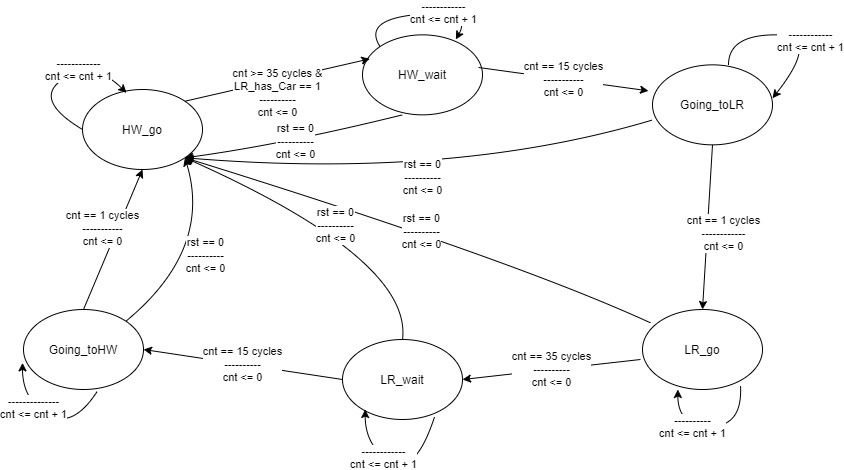 ------------
cnt <= cnt + 1
------------
cnt <= cnt + 1
HW_go
cnt >= 35 cycles &
LR_has_Car == 1
----------
cnt <= 0
HW_wait
cnt == 15 cycles
-----------
cnt <= 0
------------
cnt <= cnt + 1
Going_toLR
rst == 0
----------
cnt <= 0
rst == 0
----------
cnt <= 0
cnt == 1 cycles
-----------
cnt <= 0
rst == 0
----------
cnt <= 0
rst == 0
----------
cnt <= 0
rst == 0
----------
cnt <= 0
cnt == 1 cycles
------------
cnt <= 0
Going_toHW
cnt == 15 cycles
-----------
cnt <= 0
LR_wait
cnt == 35 cycles
----------
cnt <= 0
LR_go
--------------
cnt <= cnt + 1
------------
cnt <= cnt + 1
----------
cnt <= cnt + 1